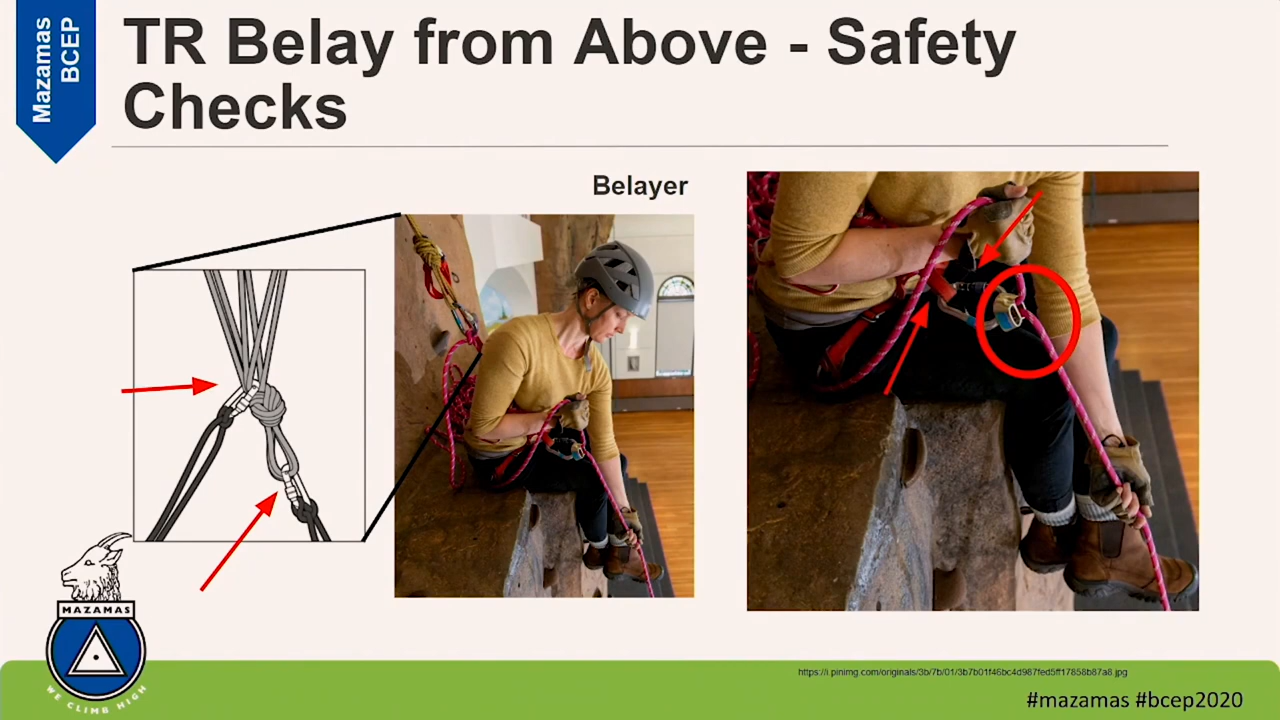 Mazamas
BCEP
TR Belay from Above - Safety
Checks
Belayer
MAZAMAS
WE CLIMB HIGH
https://i.pinimg.com/originals/3b/7b/01/3b7b01f46bc4d987fed5ff17858b87a8.jpg
#mazamas #bcep2020